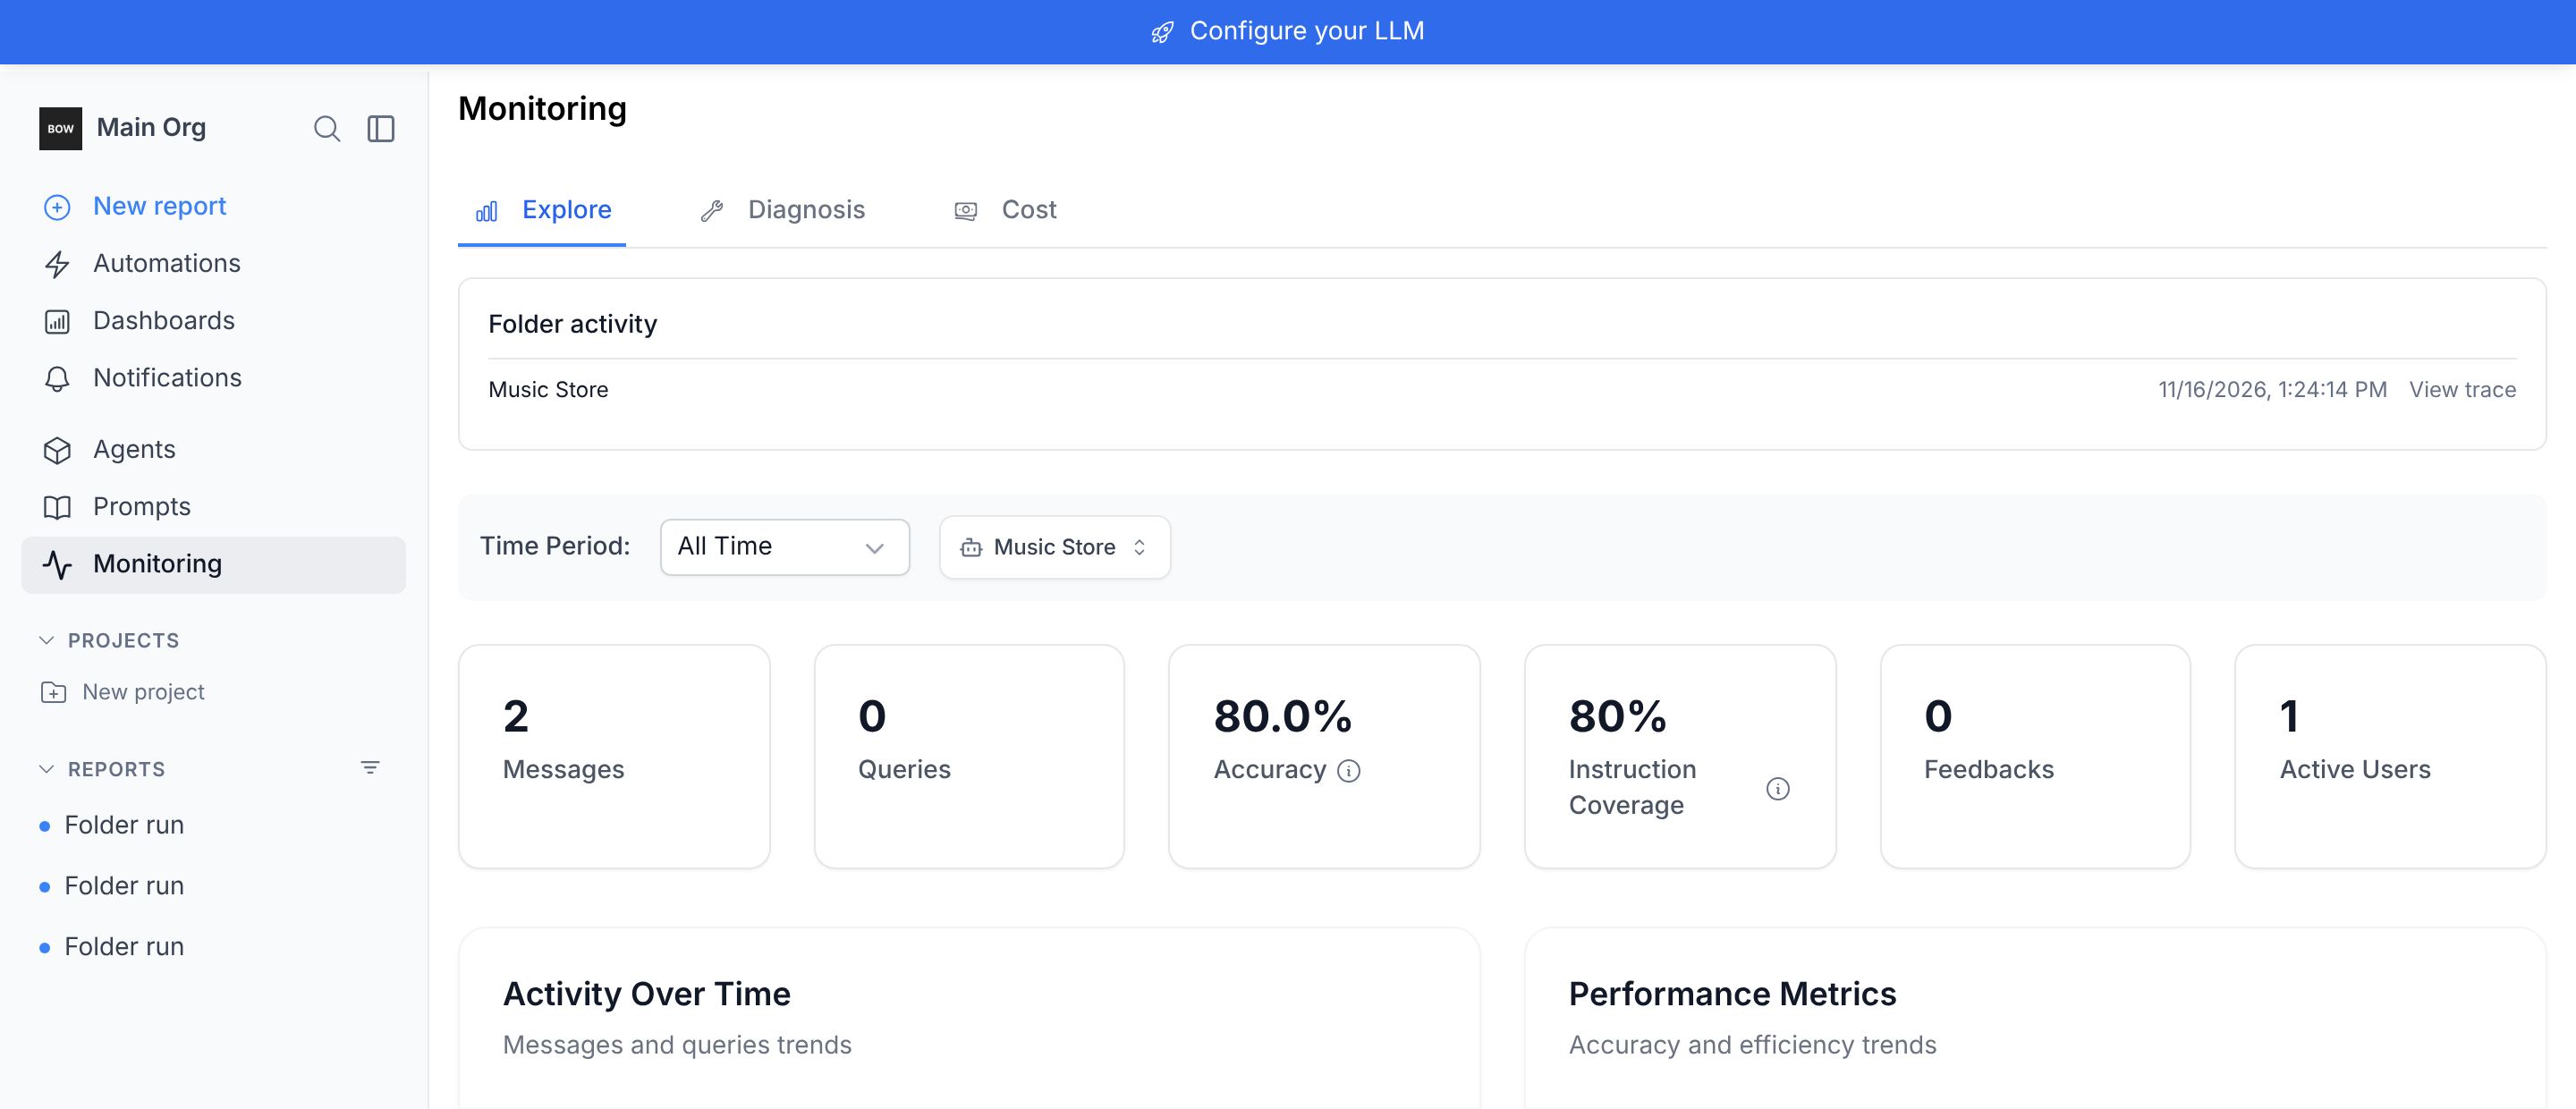 Configure your LLM
BOW Main Org
New report
Automations
Dashboards
Notifications
Agents
Prompts
Monitoring
PROJECTS
New project
REPORTS
Folder run
Folder run
Folder run
Monitoring
Explore Diagnosis Cost
Folder activity
Music Store 11/16/2026, 1:24:14 PM View trace
Time Period: All Time Music Store
2
Messages
0
Queries
80.0%
Accuracy
80%
Instruction
Coverage
0
Feedbacks
1
Active Users
Activity Over Time
Messages and queries trends
Performance Metrics
Accuracy and efficiency trends